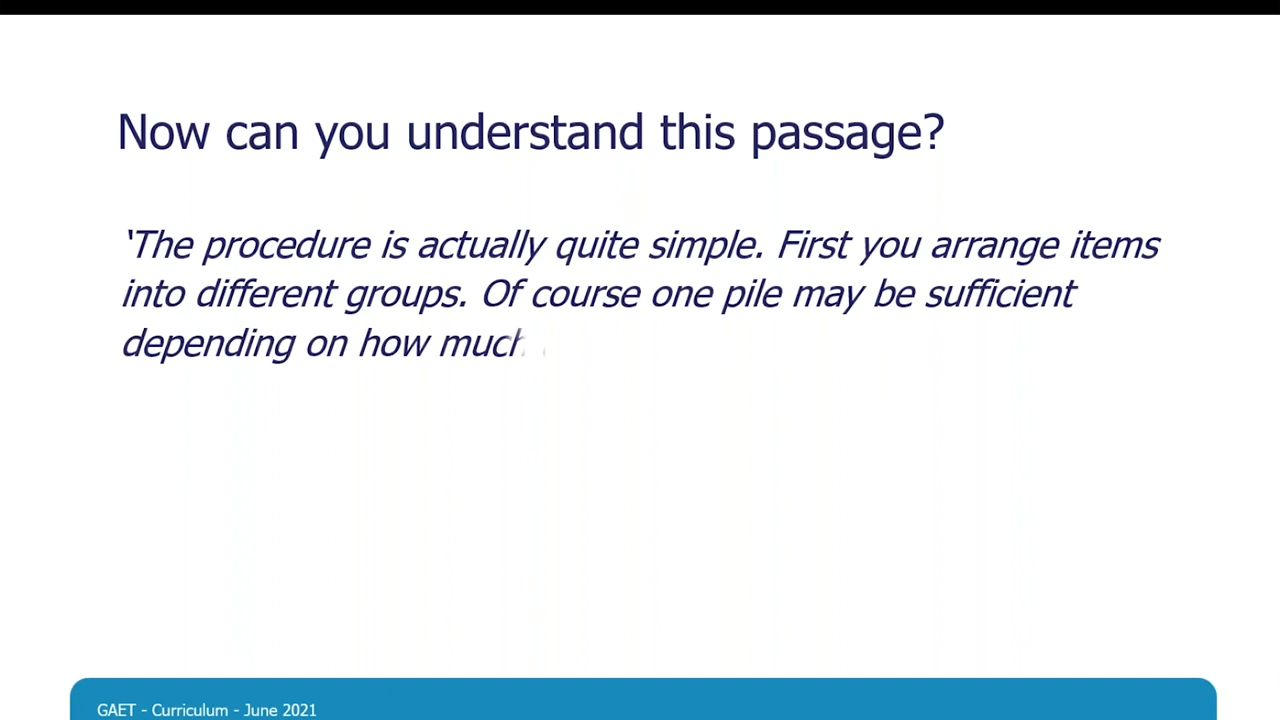 Now can you understand this passage?
‘The procedure is actually quite simple. First you arrange items
into different groups. Of course one pile may be sufficient
depending on how much
GAET - Curriculum - June 2021